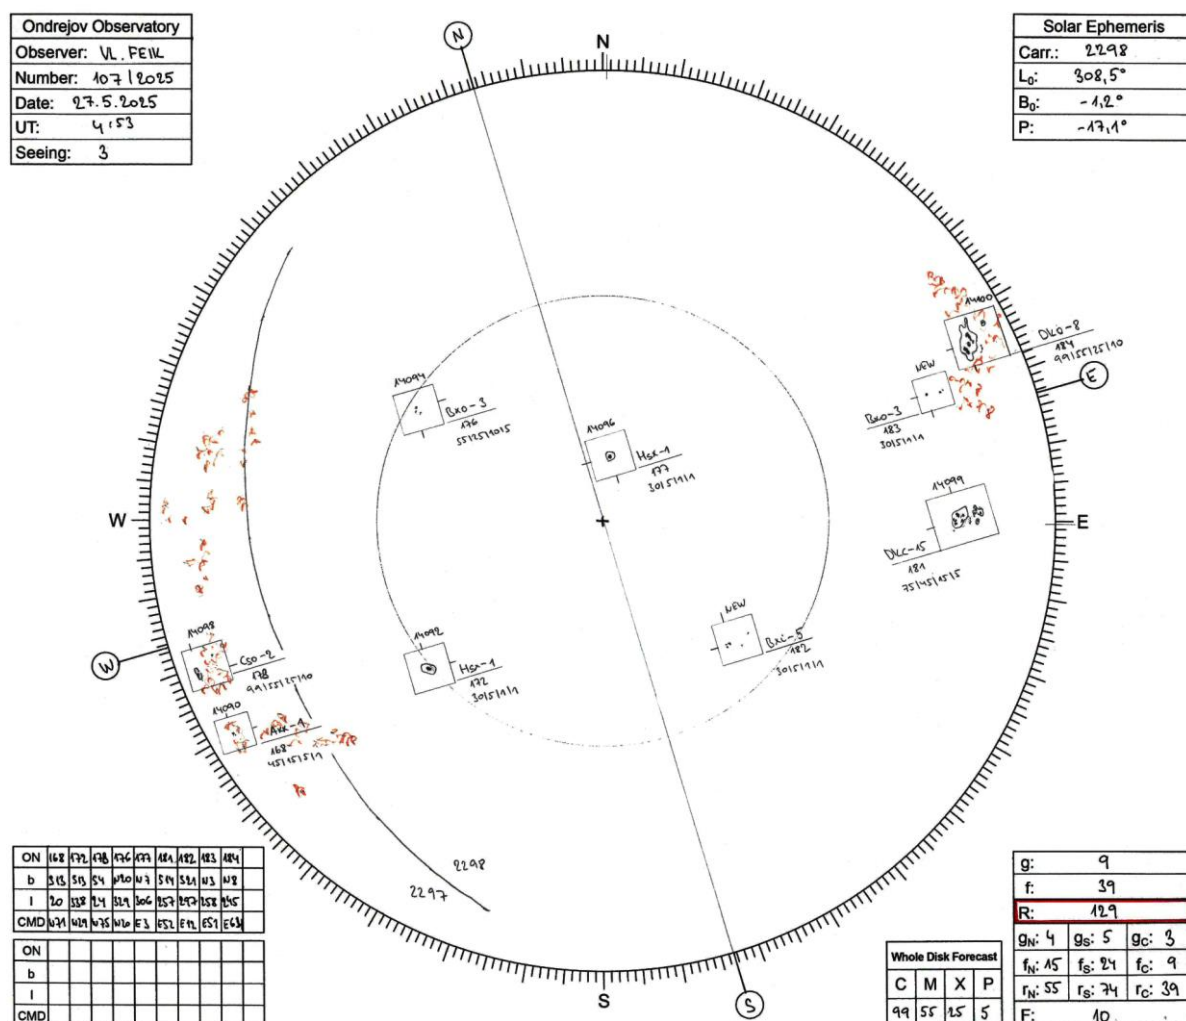 Ondrejov Observatory
Observer: VL. FEIK
Number: 107/2025
Date: 27.5.2025
UT: 4:53
Seeing: 3
Solar Ephemeris
Carr.: 2298
L₀: 308,5°
B₀: -1,2°
P: -17,1°
N
N
14100
Dko-8
184
99/55/25/10
E
NEW
Bxo-3
183
30/5/1/1
14094
Bxo-3
176
55/25/10/5
14096
Hsx-1
177
30/5/1/1
W
E
14099
Dkc-15
181
75/45/15/5
NEW
Bxi-5
182
30/5/1/1
14092
Hsx-1
172
30/5/1/1
14098
Cso-2
178
99/55/25/10
W
14090
Axx-1
168
45/15/5/1
2298
2297
S
S
ON 168 172 178 176 177 181 182 183 184
b S13 S13 S4 N20 N7 S14 S21 N3 N8
l 20 338 24 329 306 257 297 258 245
CMD W71 W29 W75 W20 E3 E52 E12 E51 E63
ON
b
l
CMD
g: 9
f: 39
R: 129
gN: 4 gS: 5 gC: 3
fN: 15 fS: 24 fC: 9
rN: 55 rS: 74 rC: 39
F: 10
Whole Disk Forecast
C M X P
99 55 25 5